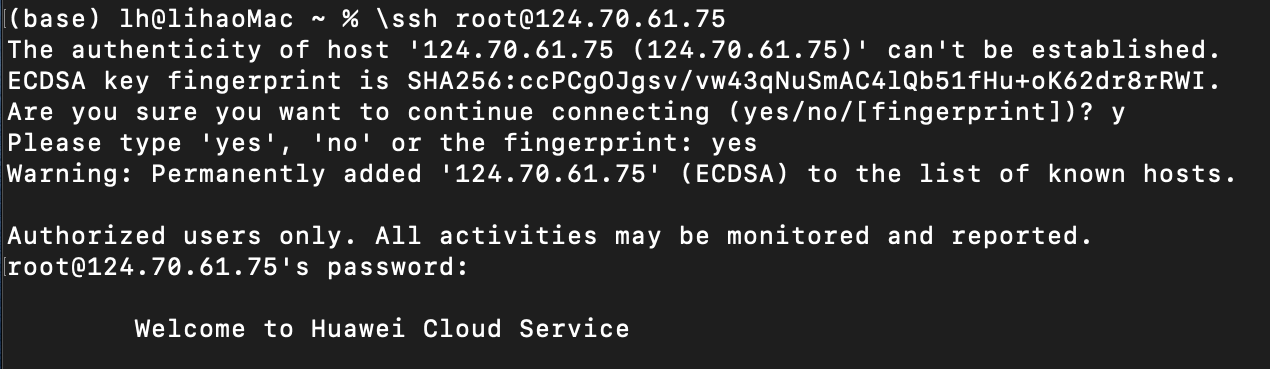 (base) lh@lihaoMac ~ % \ssh root@124.70.61.75
The authenticity of host '124.70.61.75 (124.70.61.75)' can't be established.
ECDSA key fingerprint is SHA256:ccPCgOJgsv/vw43qNuSmAC4lQb51fHu+oK62dr8rRWI.
Are you sure you want to continue connecting (yes/no/[fingerprint])? y
Please type 'yes', 'no' or the fingerprint: yes
Warning: Permanently added '124.70.61.75' (ECDSA) to the list of known hosts.
Authorized users only. All activities may be monitored and reported.
root@124.70.61.75's password:
Welcome to Huawei Cloud Service